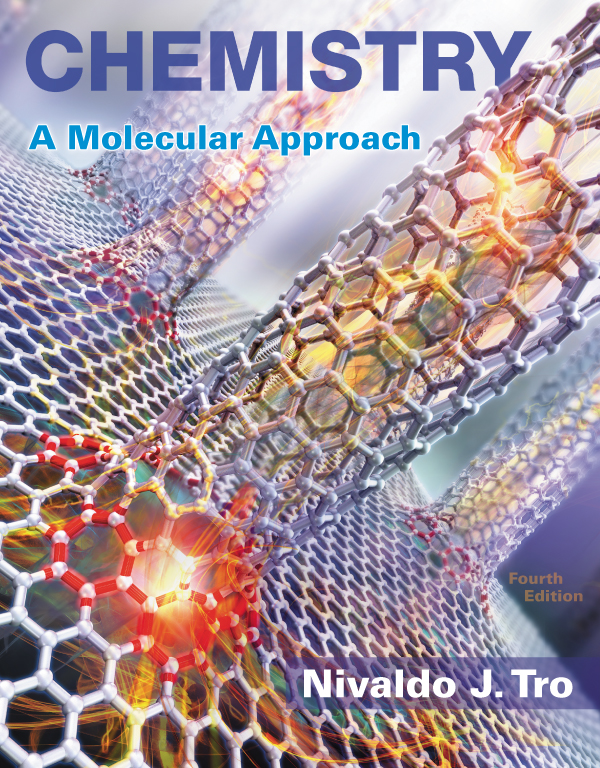 CHEMISTRY
A Molecular Approach
Fourth
Edition
Nivaldo J. Tro